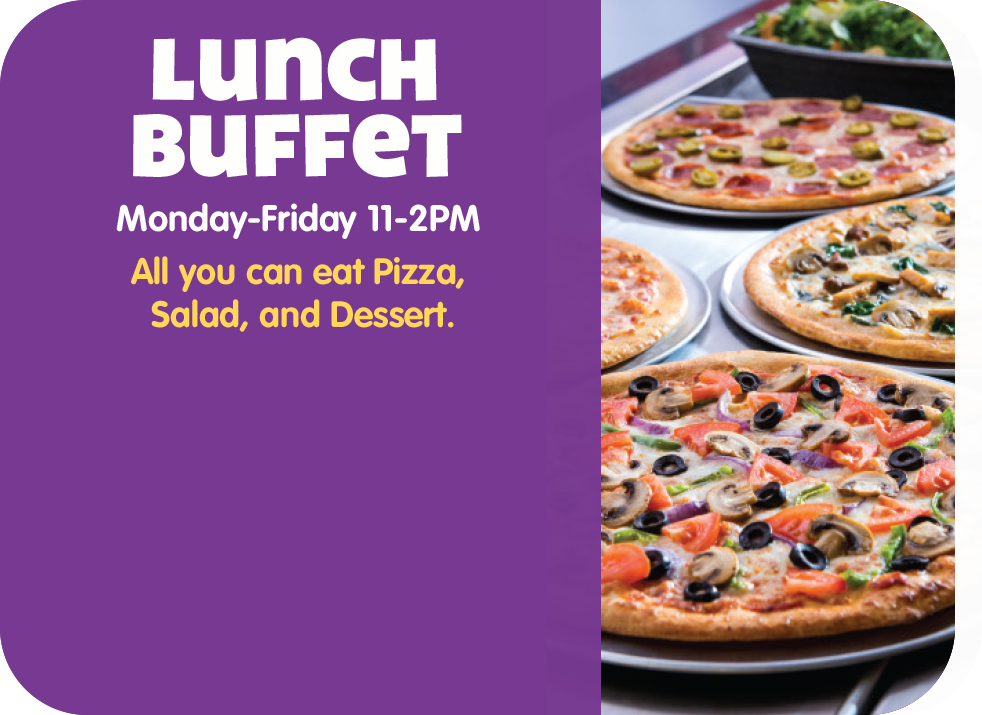 LUNCH
BUFFET
Monday-Friday 11-2PM
All you can eat Pizza,
Salad, and Dessert.